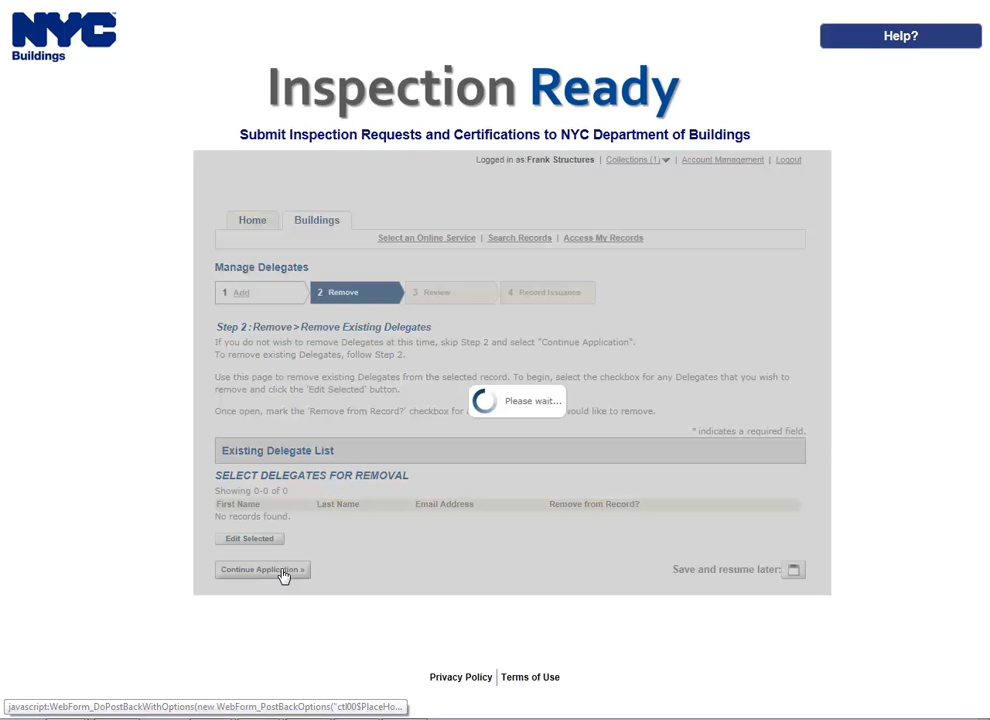 NYC
Buildings
Help?
Inspection Ready
Submit Inspection Requests and Certifications to NYC Department of Buildings
Logged in as:Frank Structures | Collections (1) | Account Management | Logout
Home Buildings
Select an Online Service | Search Records | Access My Records
Manage Delegates
1 Add 2 Remove 3 Review 4 Record Issuance
Step 2 : Remove > Remove Existing Delegates
If you do not wish to remove Delegates at this time, skip Step 2 and select "Continue Application".
To remove existing Delegates, follow Step 2.
Use this page to remove existing Delegates from the selected record. To begin, select the checkbox for any Delegates that you wish to
remove and click the 'Edit Selected' button.
Please wait...
Once open, mark the 'Remove from Record?' checkbox for would like to remove.
* indicates a required field.
Existing Delegate List
SELECT DELEGATES FOR REMOVAL
Showing 0-0 of 0
First Name Last Name Email Address Remove from Record?
No records found.
Edit Selected
Continue Application » Save and resume later:
Privacy Policy | Terms of Use
javascript:WebForm_DoPostBackWithOptions(new WebForm_PostBackOptions("ctl00$PlaceHo...